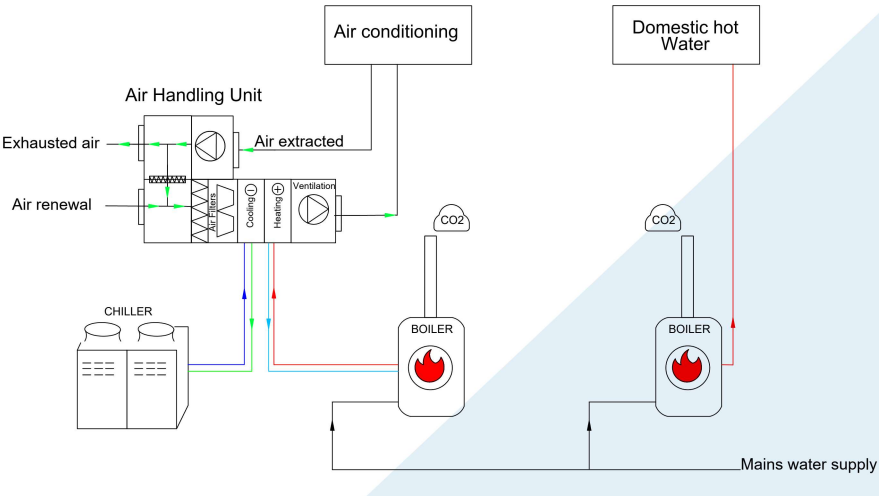 Air conditioning
Domestic hot
Water
Air Handling Unit
Exhausted air
Air extracted
Air renewal
Air Filters
Cooling
Heating
Ventilation
CO2
CO2
CHILLER
BOILER
BOILER
Mains water supply